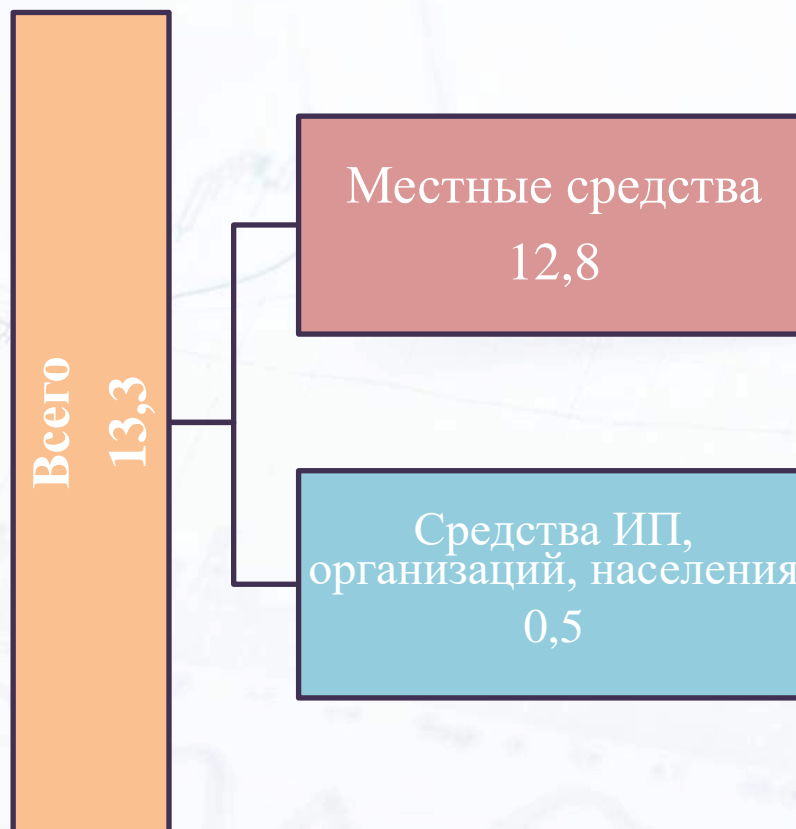 Всего
13,3
Местные средства
12,8
Средства ИП,
организаций, населения
0,5